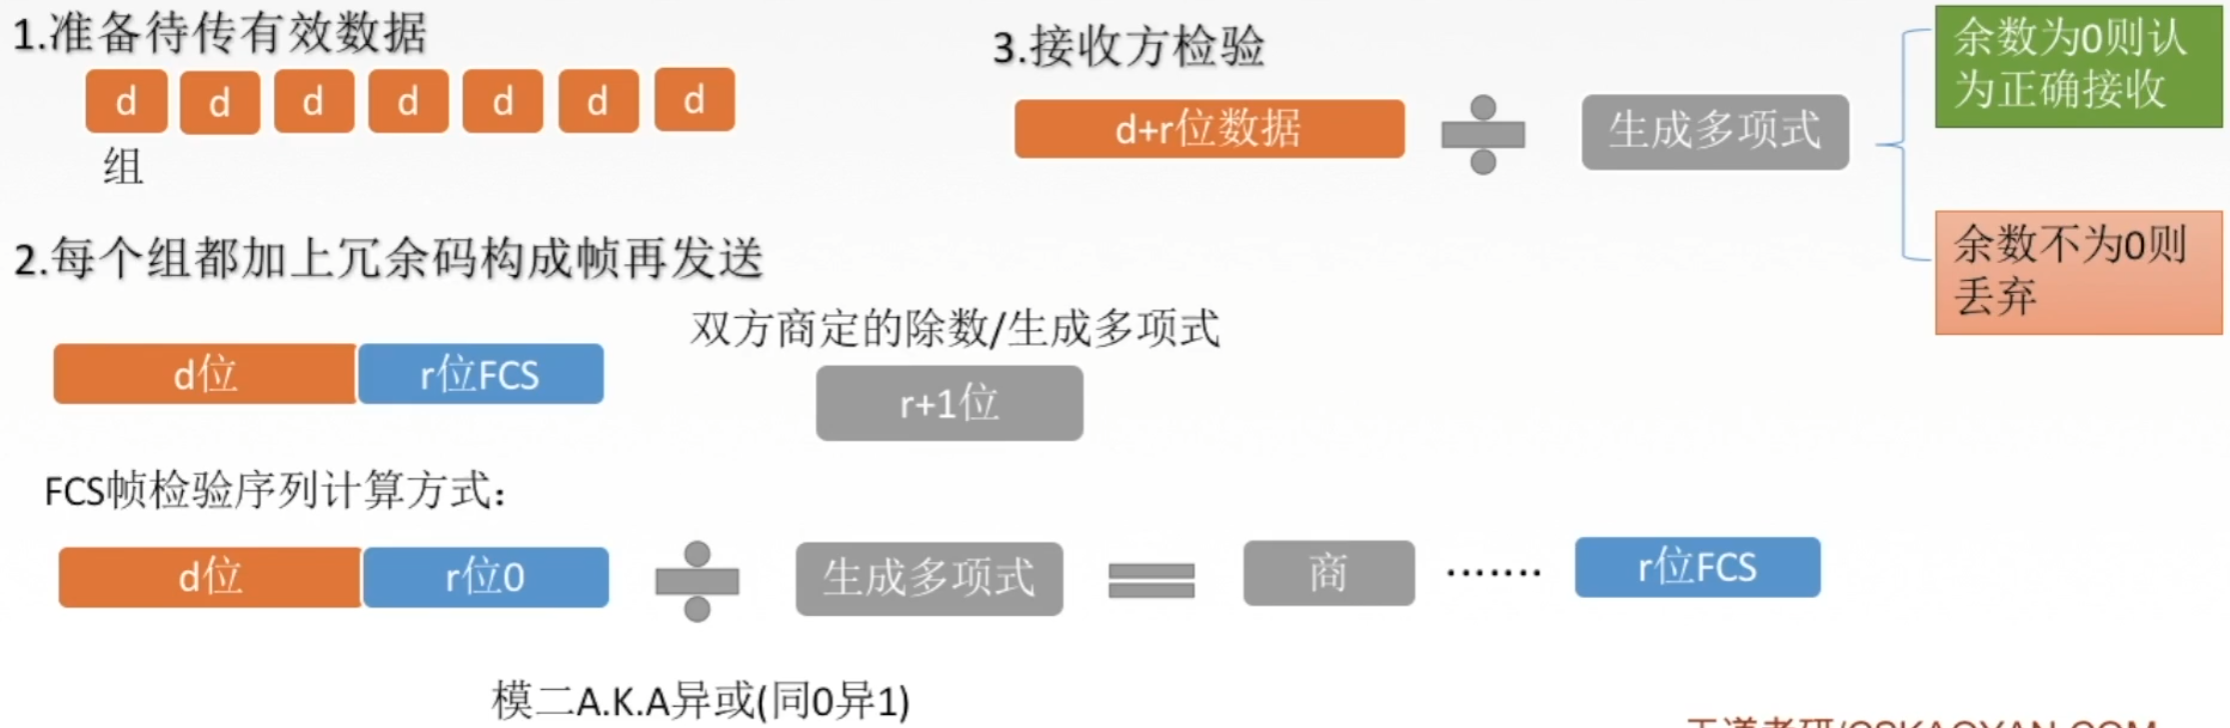 1.准备待传有效数据
d d d d d d d
组
2.每个组都加上冗余码构成帧再发送
d位 r位FCS
双方商定的除数/生成多项式
r+1位
FCS帧检验序列计算方式：
d位 r位0 ÷ 生成多项式 = 商 ······· r位FCS
模二A.K.A异或(同0异1)
3.接收方检验
d+r位数据 ÷ 生成多项式
余数为0则认
为正确接收
余数不为0则
丢弃
王道考研/CSKAOYAN.COM